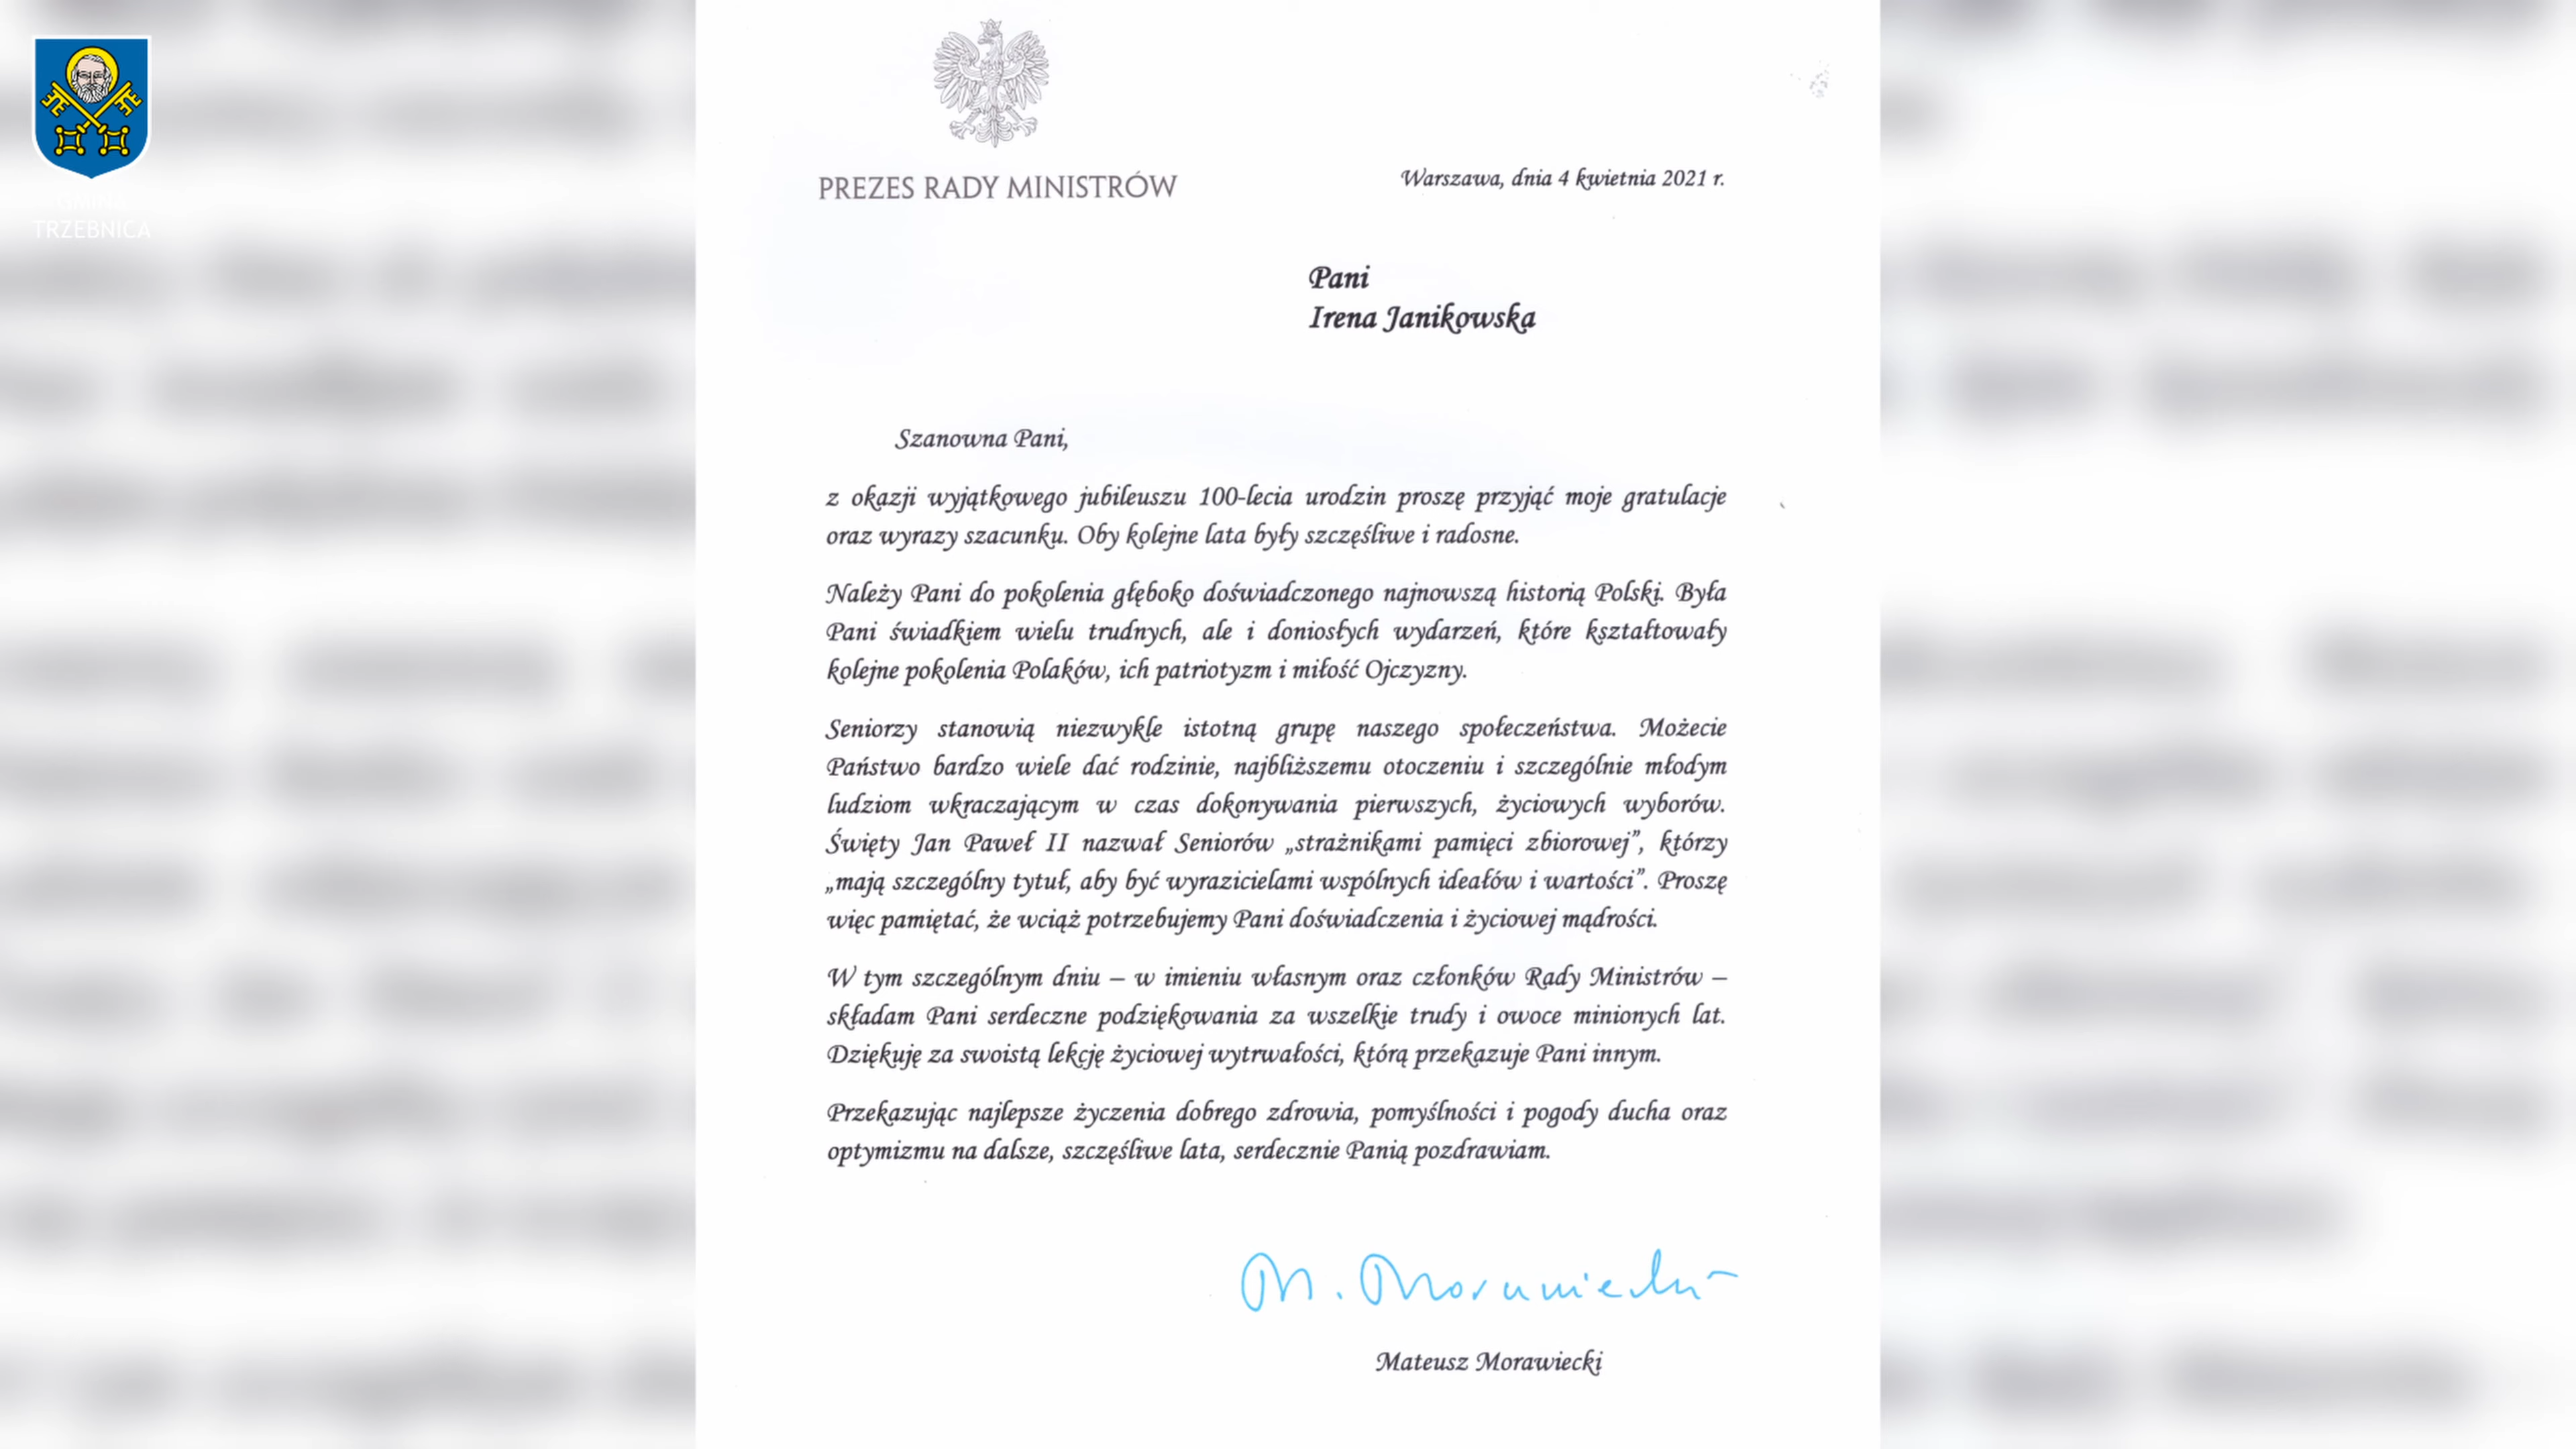 GMINA
TRZEBNICA
PREZES RADY MINISTRÓW
Warszawa, dnia 4 kwietnia 2021 r.
Pani
Irena Janikowska
Szanowna Pani,
z okazji wyjątkowego jubileuszu 100-lecia urodzin proszę przyjąć moje gratulacje
oraz wyrazy szacunku. Oby kolejne lata były szczęśliwe i radosne.
Należy Pani do pokolenia głęboko doświadczonego najnowszą historią Polski. Była
Pani świadkiem wielu trudnych, ale i doniosłych wydarzeń, które kształtowały
kolejne pokolenia Polaków, ich patriotyzm i miłość Ojczyzny.
Seniorzy stanowią niezwykle istotną grupę naszego społeczeństwa. Możecie
Państwo bardzo wiele dać rodzinie, najbliższemu otoczeniu i szczególnie młodym
ludziom wkraczającym w czas dokonywania pierwszych, życiowych wyborów.
Święty Jan Paweł II nazwał Seniorów „strażnikami pamięci zbiorowej”, którzy
„mają szczególny tytuł, aby być wyrazicielami wspólnych ideałów i wartości”. Proszę
więc pamiętać, że wciąż potrzebujemy Pani doświadczenia i życiowej mądrości.
W tym szczególnym dniu – w imieniu własnym oraz członków Rady Ministrów –
składam Pani serdeczne podziękowania za wszelkie trudy i owoce minionych lat.
Dziękuję za swoistą lekcję życiowej wytrwałości, którą przekazuje Pani innym.
Przekazując najlepsze życzenia dobrego zdrowia, pomyślności i pogody ducha oraz
optymizmu na dalsze, szczęśliwe lata, serdecznie Panią pozdrawiam.
M. Morawiecki
Mateusz Morawiecki